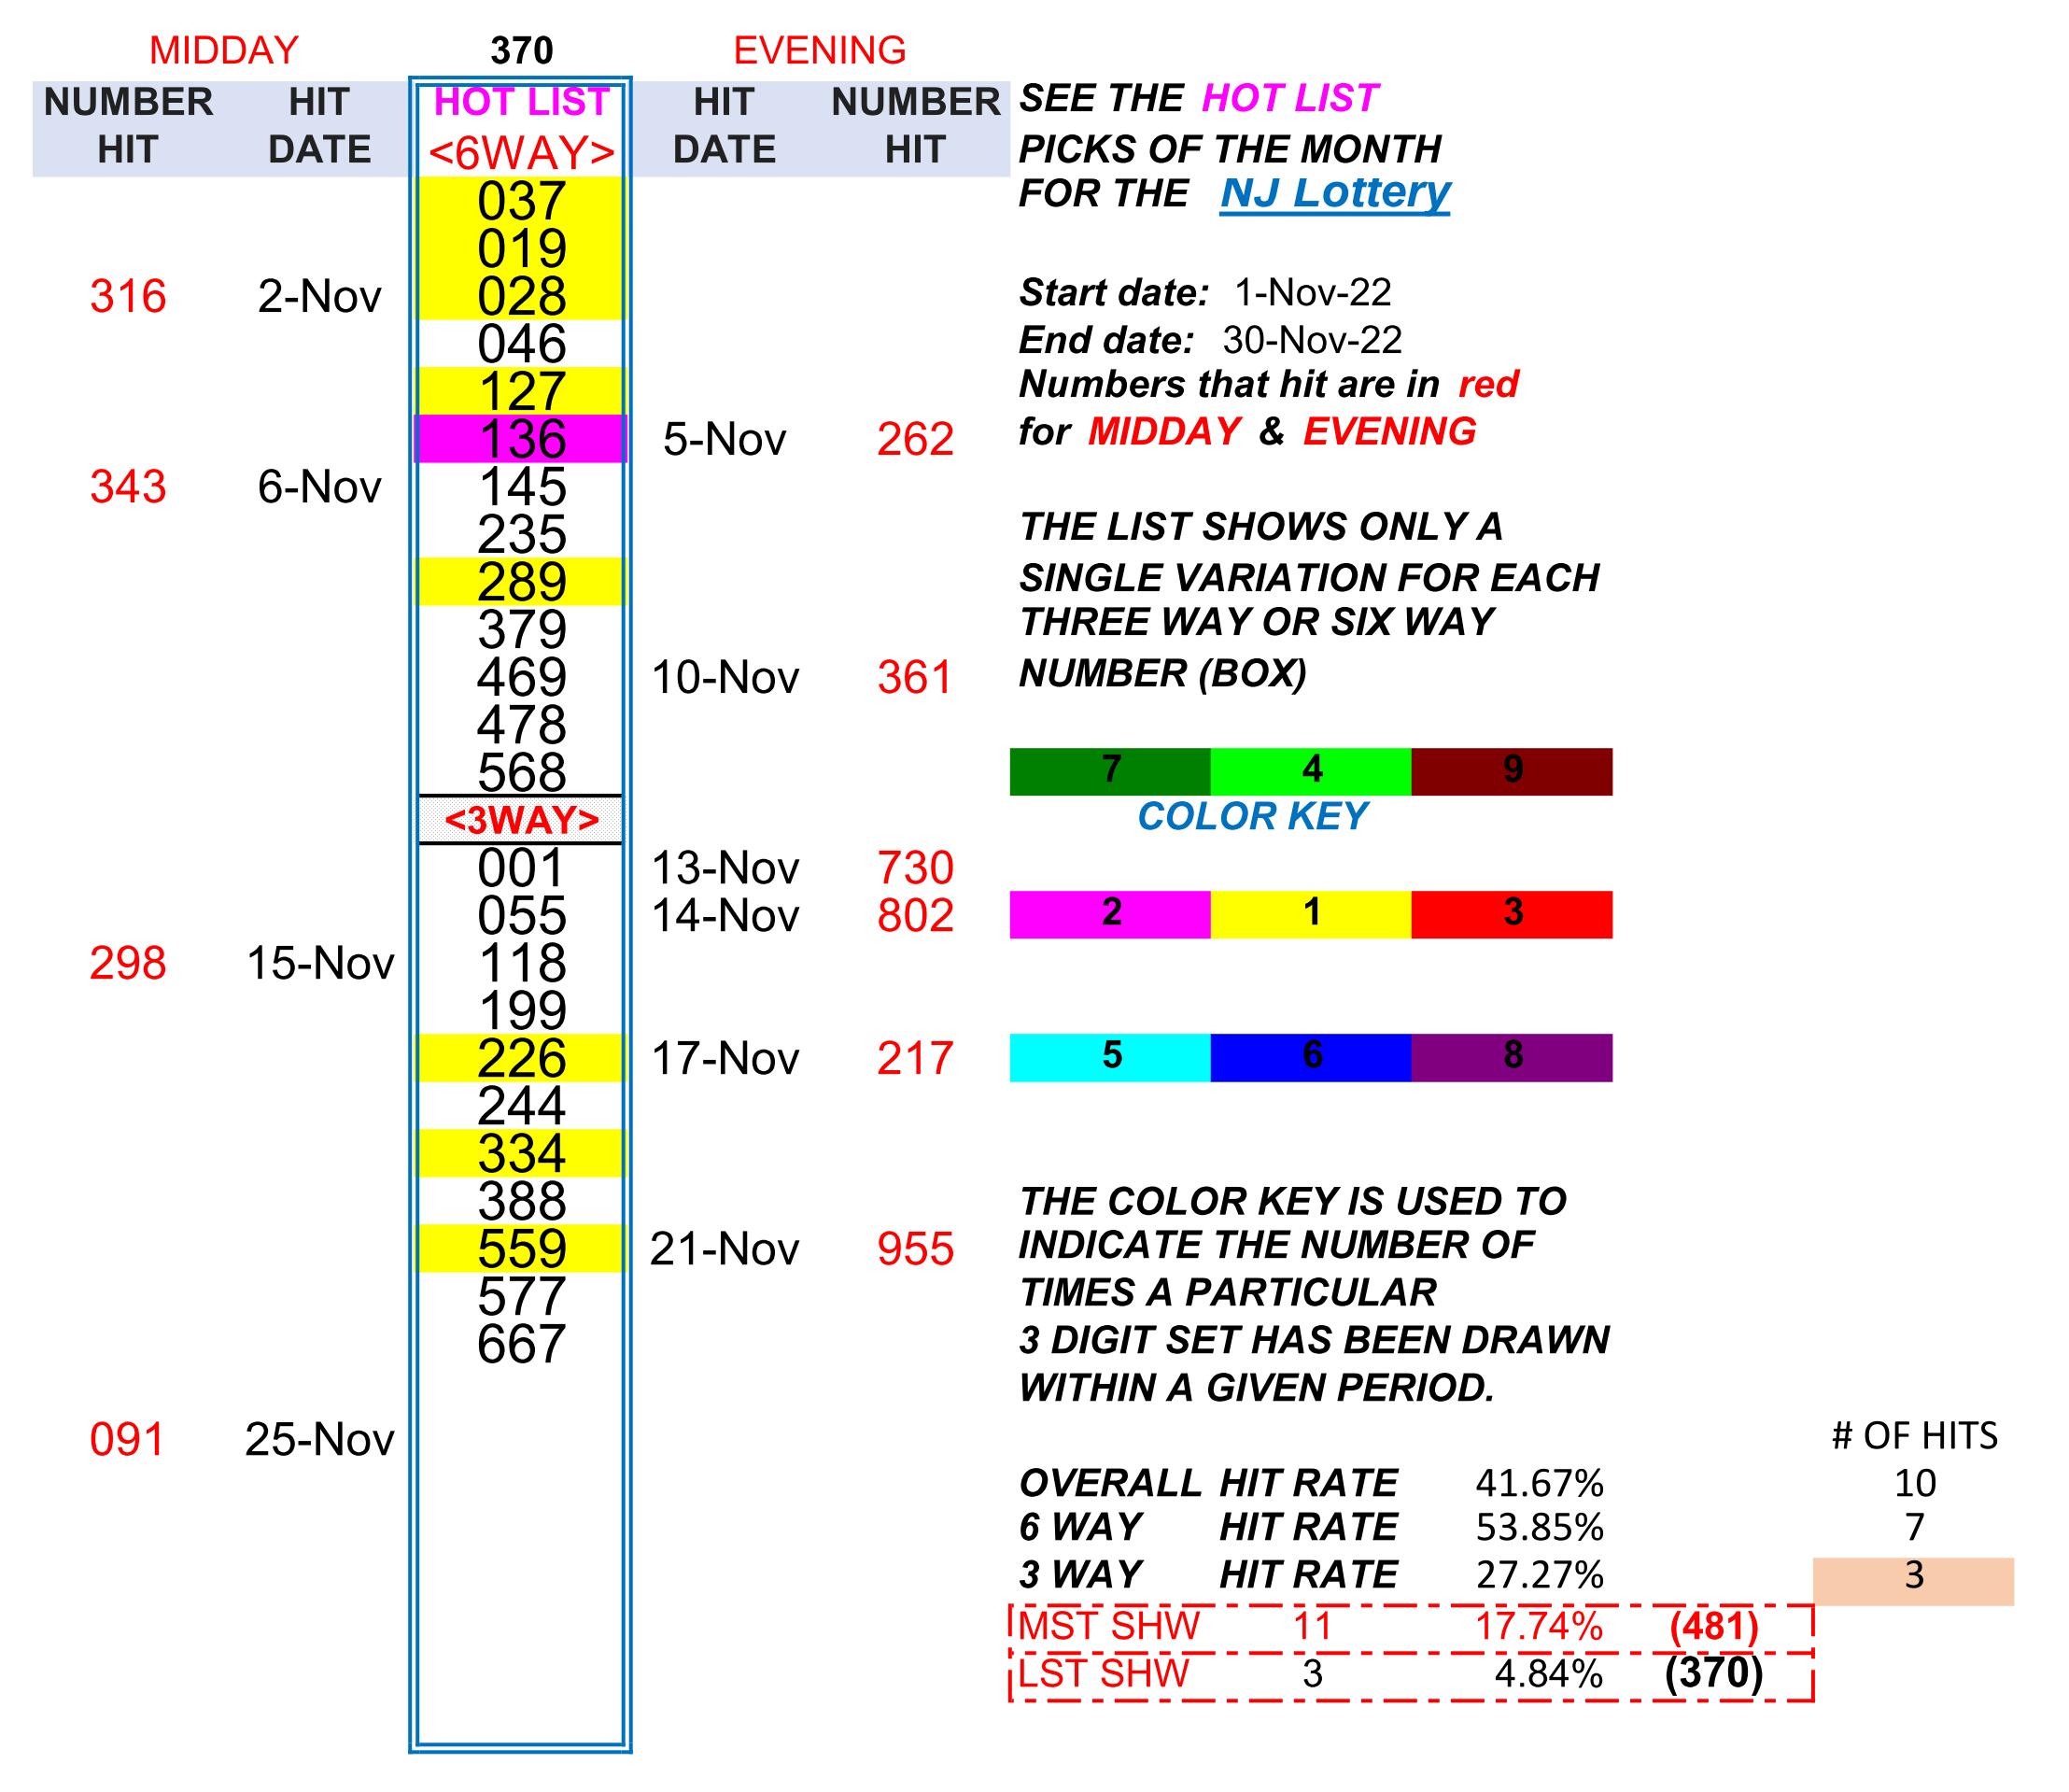 MIDDAY 370 EVENING
NUMBER HIT HOT LIST HIT NUMBER SEE THE HOT LIST
HIT DATE <6WAY> DATE HIT PICKS OF THE MONTH
037 FOR THE NJ Lottery
019
316 2-Nov 028 Start date: 1-Nov-22
046 End date: 30-Nov-22
127 Numbers that hit are in red
136 5-Nov 262 for MIDDAY & EVENING
343 6-Nov 145
235 THE LIST SHOWS ONLY A
289 SINGLE VARIATION FOR EACH
379 THREE WAY OR SIX WAY
469 10-Nov 361 NUMBER (BOX)
478
568 7 4 9
<3WAY> COLOR KEY
001 13-Nov 730
055 14-Nov 802 2 1 3
298 15-Nov 118
199
226 17-Nov 217 5 6 8
244
334
388 THE COLOR KEY IS USED TO
559 21-Nov 955 INDICATE THE NUMBER OF
577 TIMES A PARTICULAR
667 3 DIGIT SET HAS BEEN DRAWN
WITHIN A GIVEN PERIOD.
091 25-Nov # OF HITS
OVERALL HIT RATE 41.67% 10
6 WAY HIT RATE 53.85% 7
3 WAY HIT RATE 27.27% 3
MST SHW 11 17.74% (481)
LST SHW 3 4.84% (370)